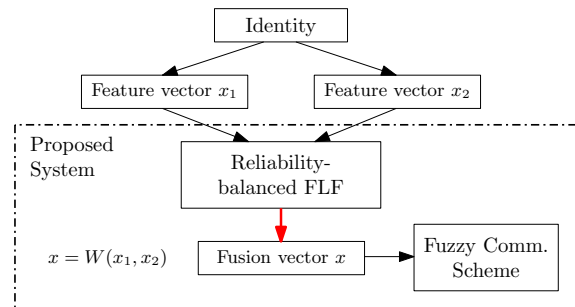 Identity
Feature vector x₁
Feature vector x₂
Proposed
System
Reliability-
balanced FLF
x = W(x₁, x₂)
Fusion vector x
Fuzzy Comm.
Scheme